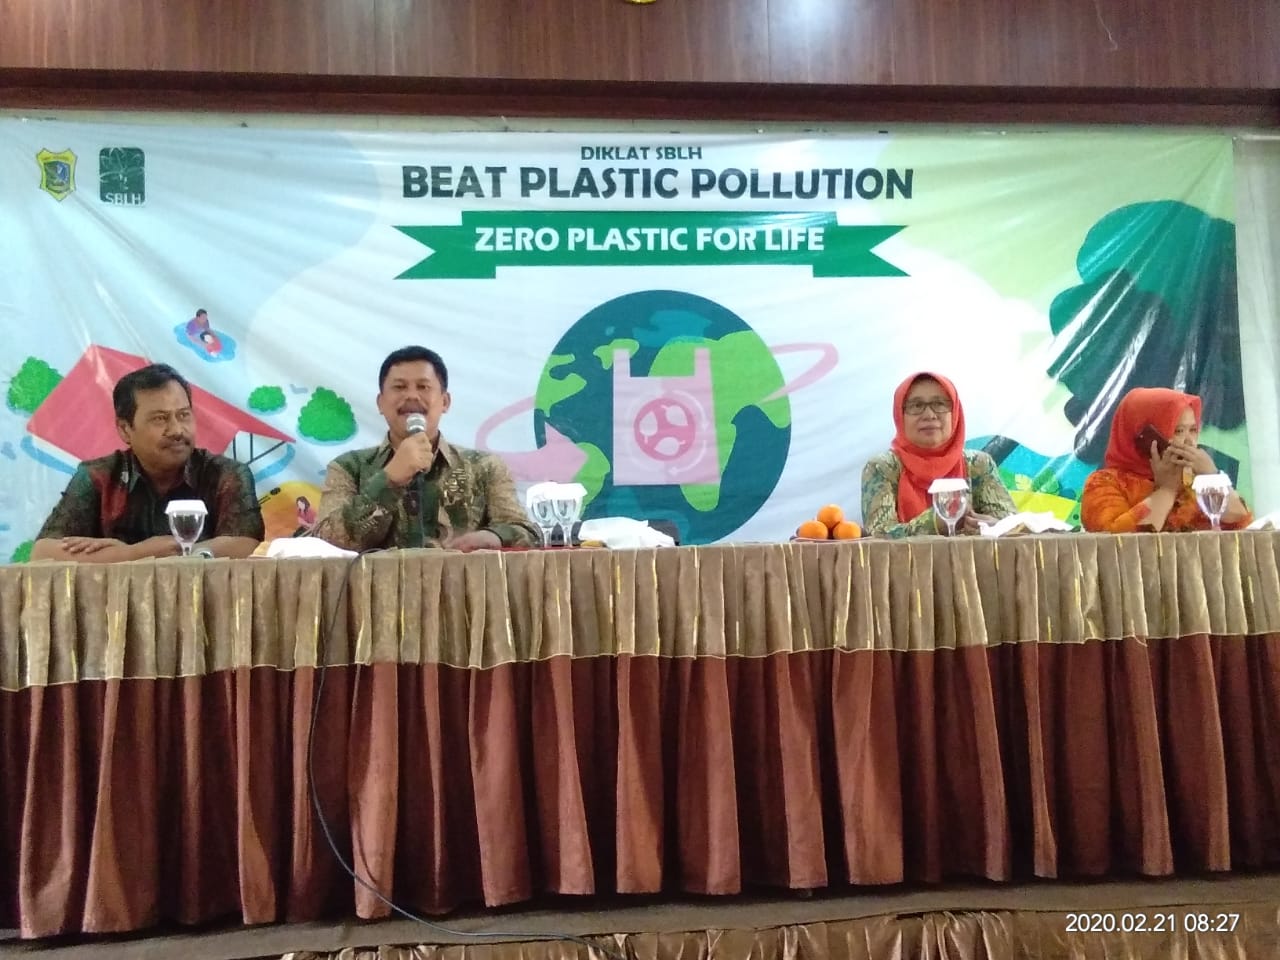 DIKLAT SBLH
BEAT PLASTIC POLLUTION
ZERO PLASTIC FOR LIFE
SBLH
2020.02.21 08:27